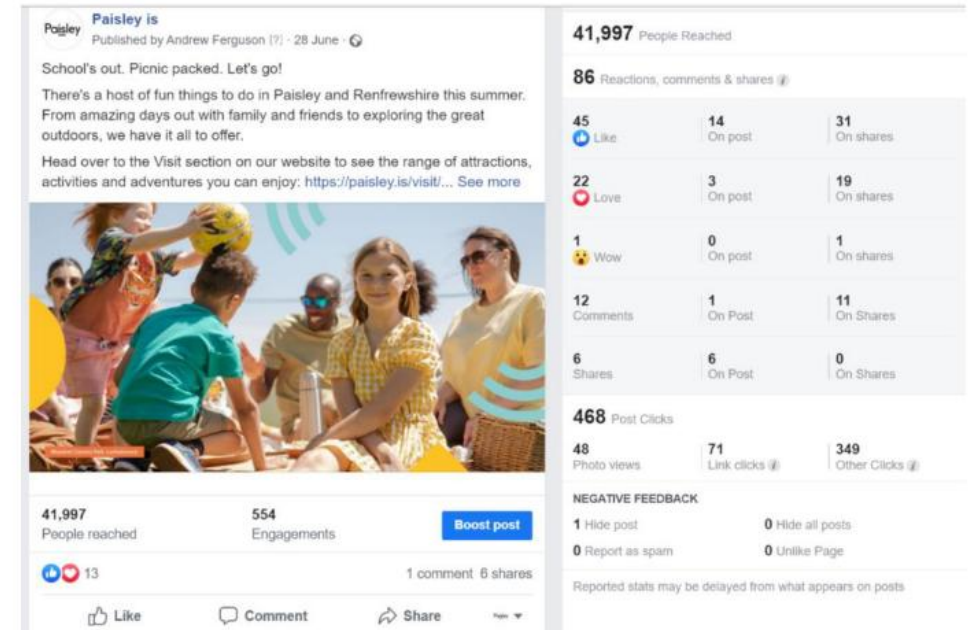 Paisley
Paisley is
Published by Andrew Ferguson [?] · 28 June ·
School's out. Picnic packed. Let's go!
There's a host of fun things to do in Paisley and Renfrewshire this summer.
From amazing days out with family and friends to exploring the great
outdoors, we have it all to offer.
Head over to the Visit section on our website to see the range of attractions,
activities and adventures you can enjoy: https://paisley.is/visit/... See more
41,997
People reached
554
Engagements
Boost post
13
1 comment 6 shares
Like
Comment
Share
41,997 People Reached
86 Reactions, comments & shares
45 14 31
Like On post On shares
22 3 19
Love On post On shares
1 0 1
Wow On post On shares
12 1 11
Comments On Post On Shares
6 6 0
Shares On Post On Shares
468 Post Clicks
48 71 349
Photo views Link clicks Other Clicks
NEGATIVE FEEDBACK
1 Hide post 0 Hide all posts
0 Report as spam 0 Unlike Page
Reported stats may be delayed from what appears on posts